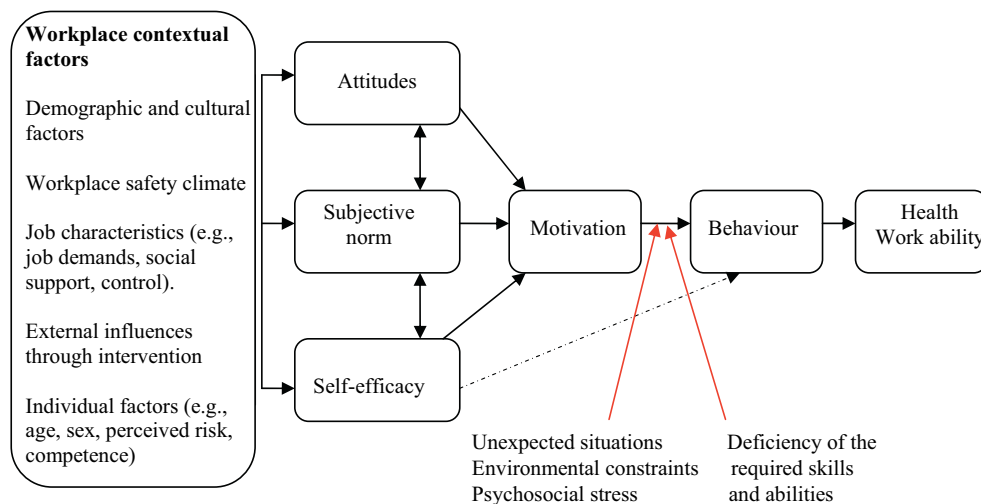 Workplace contextual
factors
Demographic and cultural
factors
Workplace safety climate
Job characteristics (e.g.,
job demands, social
support, control).
External influences
through intervention
Individual factors (e.g.,
age, sex, perceived risk,
competence)
Attitudes
Subjective
norm
Self-efficacy
Motivation
Behaviour
Health
Work ability
Unexpected situations
Environmental constraints
Psychosocial stress
Deficiency of the
required skills
and abilities